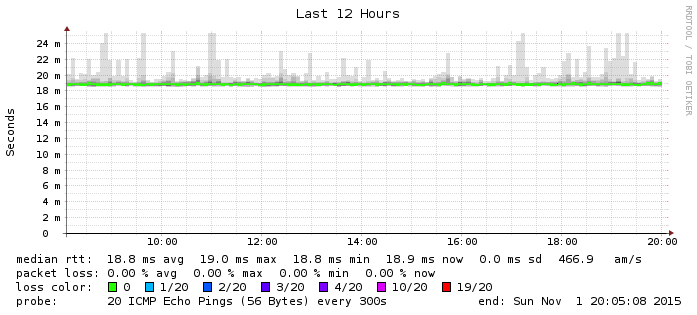 Last 12 Hours
RRDTOOL / TOBI OETIKER
Seconds
24 m
22 m
20 m
18 m
16 m
14 m
12 m
10 m
8 m
6 m
4 m
2 m
0
10:00 12:00 14:00 16:00 18:00 20:00
median rtt: 18.8 ms avg 19.0 ms max 18.8 ms min 18.9 ms now 0.0 ms sd 466.9 am/s
packet loss: 0.00 % avg 0.00 % max 0.00 % min 0.00 % now
loss color: 0 1/20 2/20 3/20 4/20 10/20 19/20
probe: 20 ICMP Echo Pings (56 Bytes) every 300s end: Sun Nov 1 20:05:08 2015